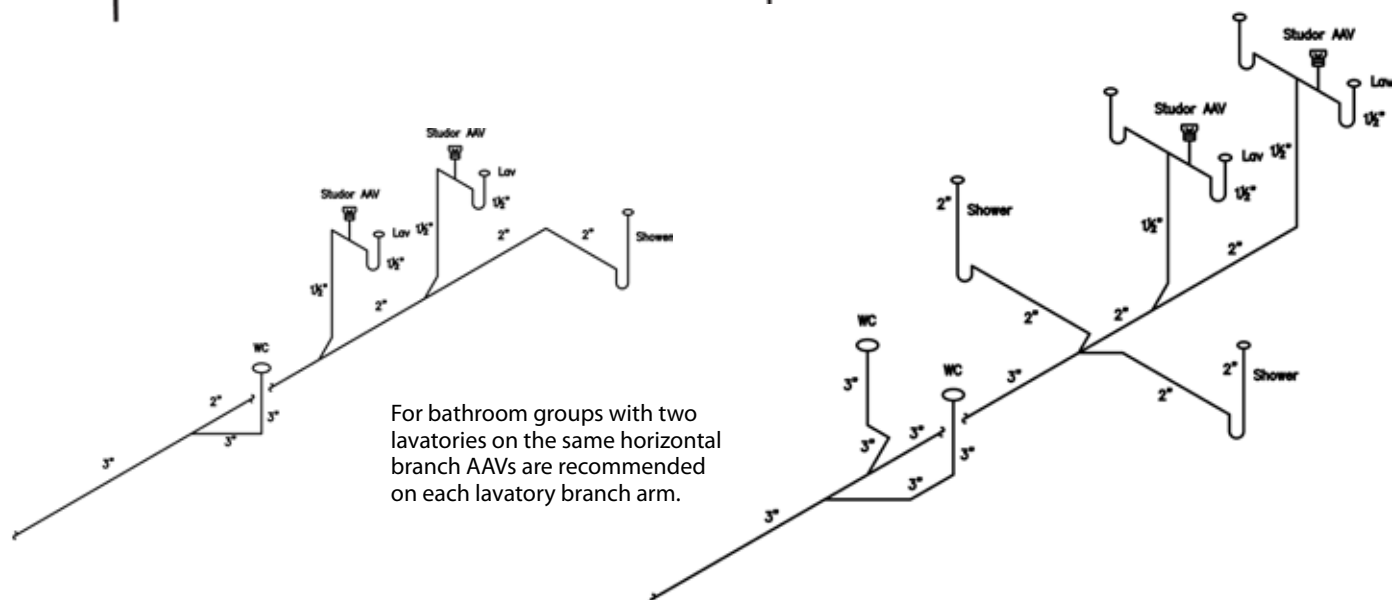 Studor AAV
Lav
1½"
1½"
2"
2"
Shower
Studor AAV
Lav
1½"
1½"
2"
WC
2"
3"
3"
3"
For bathroom groups with two
lavatories on the same horizontal
branch AAVs are recommended
on each lavatory branch arm.
Studor AAV
Lav
1½"
1½"
Studor AAV
Lav
1½"
1½"
2"
2"
Shower
2"
2"
2"
Shower
2"
WC
3"
WC
3"
3"
3"
3"
3"
3"